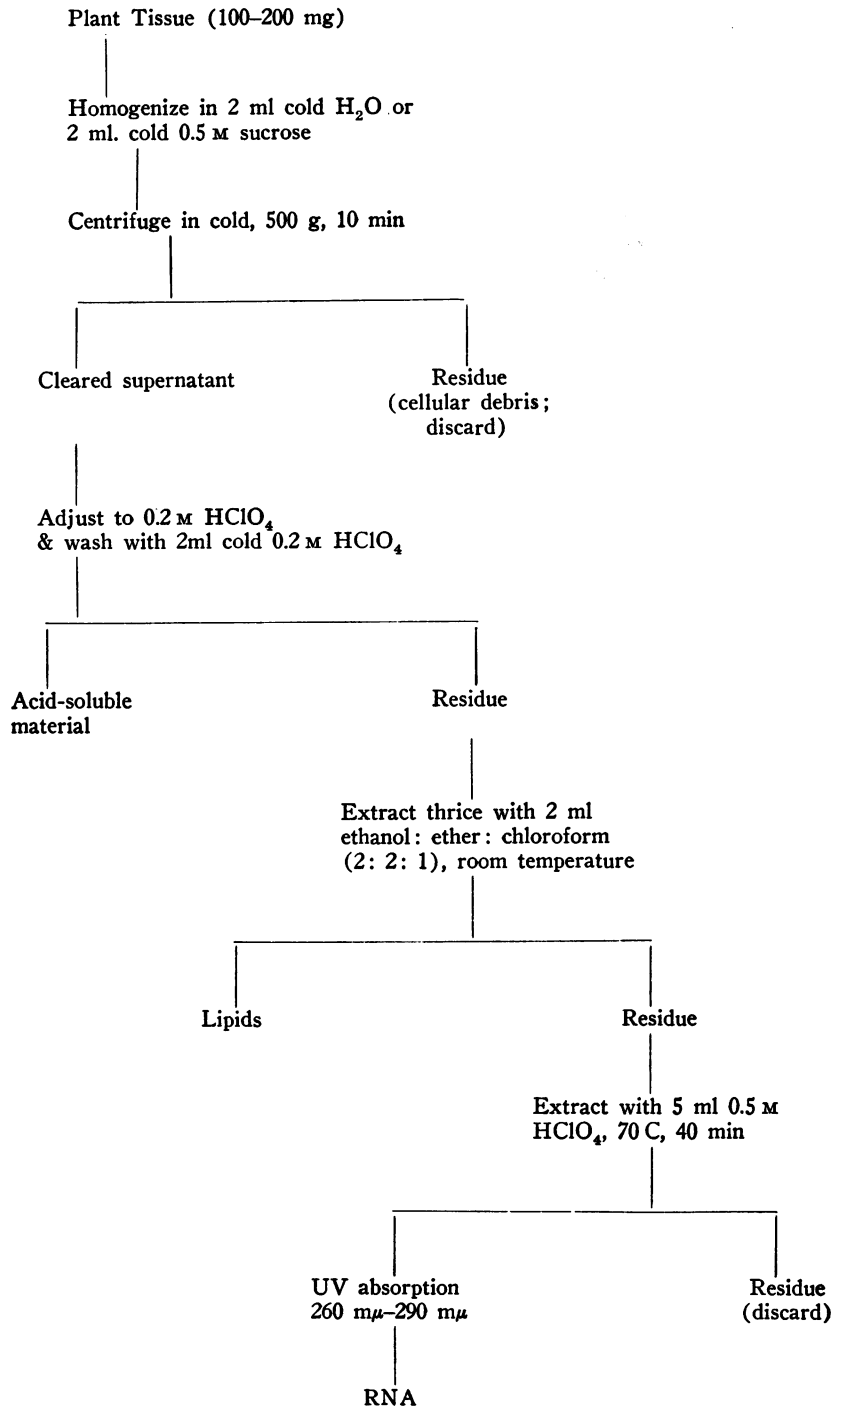 Plant Tissue (100–200 mg)
Homogenize in 2 ml cold H₂O or
2 ml. cold 0.5 M sucrose
Centrifuge in cold, 500 g, 10 min
Cleared supernatant
Residue
(cellular debris;
discard)
Adjust to 0.2 M HClO₄
& wash with 2ml cold 0.2 M HClO₄
Acid-soluble
material
Residue
Extract thrice with 2 ml
ethanol: ether: chloroform
(2: 2: 1), room temperature
Lipids
Residue
Extract with 5 ml 0.5 M
HClO₄, 70 C, 40 min
UV absorption
260 mμ–290 mμ
Residue
(discard)
RNA